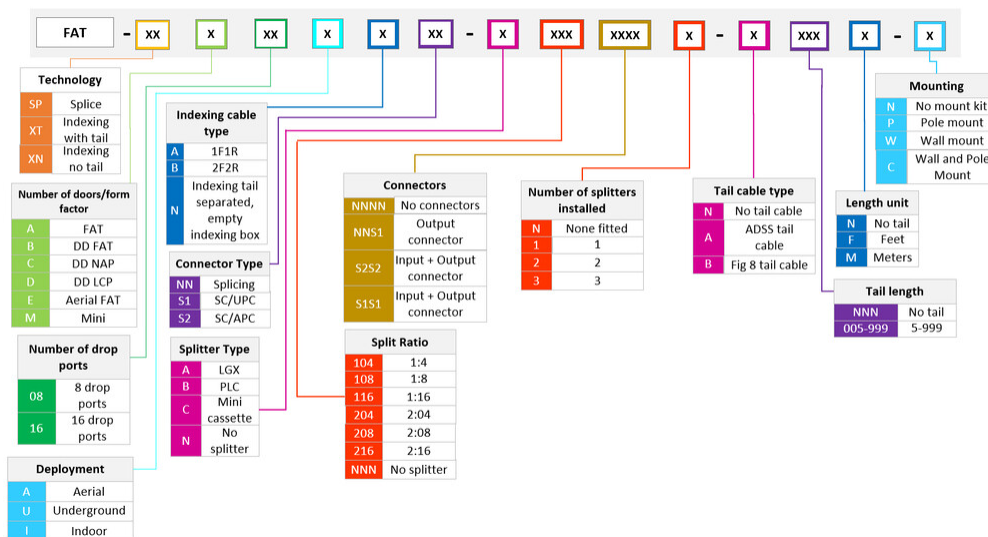 FAT - XX X XX X X XX - X XXX XXXX X - X XXX X - X
Technology
SP Splice
XT Indexing
with tail
XN Indexing
no tail
Number of doors/form
factor
A FAT
B DD FAT
C DD NAP
D DD LCP
E Aerial FAT
M Mini
Number of drop
ports
08 8 drop
ports
16 16 drop
ports
Deployment
A Aerial
U Underground
I Indoor
Indexing cable
type
A 1F1R
B 2F2R
N Indexing tail
separated,
empty
indexing box
Connector Type
NN Splicing
S1 SC/UPC
S2 SC/APC
Splitter Type
A LGX
B PLC
C Mini
cassette
N No
splitter
Connectors
NNNN No connectors
NNS1 Output
connector
S2S2 Input + Output
connector
S1S1 Input + Output
connector
Split Ratio
104 1:4
108 1:8
116 1:16
204 2:04
208 2:08
216 2:16
NNN No splitter
Number of splitters
installed
N None fitted
1 1
2 2
3 3
Tail cable type
N No tail cable
A ADSS tail
cable
B Fig 8 tail cable
Mounting
N No mount kit
P Pole mount
W Wall mount
C Wall and Pole
Mount
Length unit
N No tail
F Feet
M Meters
Tail length
NNN No tail
005-999 5-999